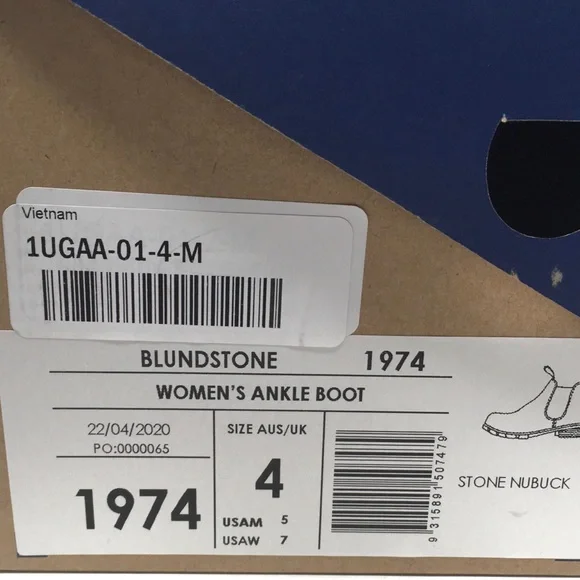 Vietnam
1UGAA-01-4-M
BLUNDSTONE 1974
WOMEN'S ANKLE BOOT
22/04/2020
PO:0000065
1974
SIZE AUS/UK
4
USAM 5
USAW 7
9 315891 507479
STONE NUBUCK